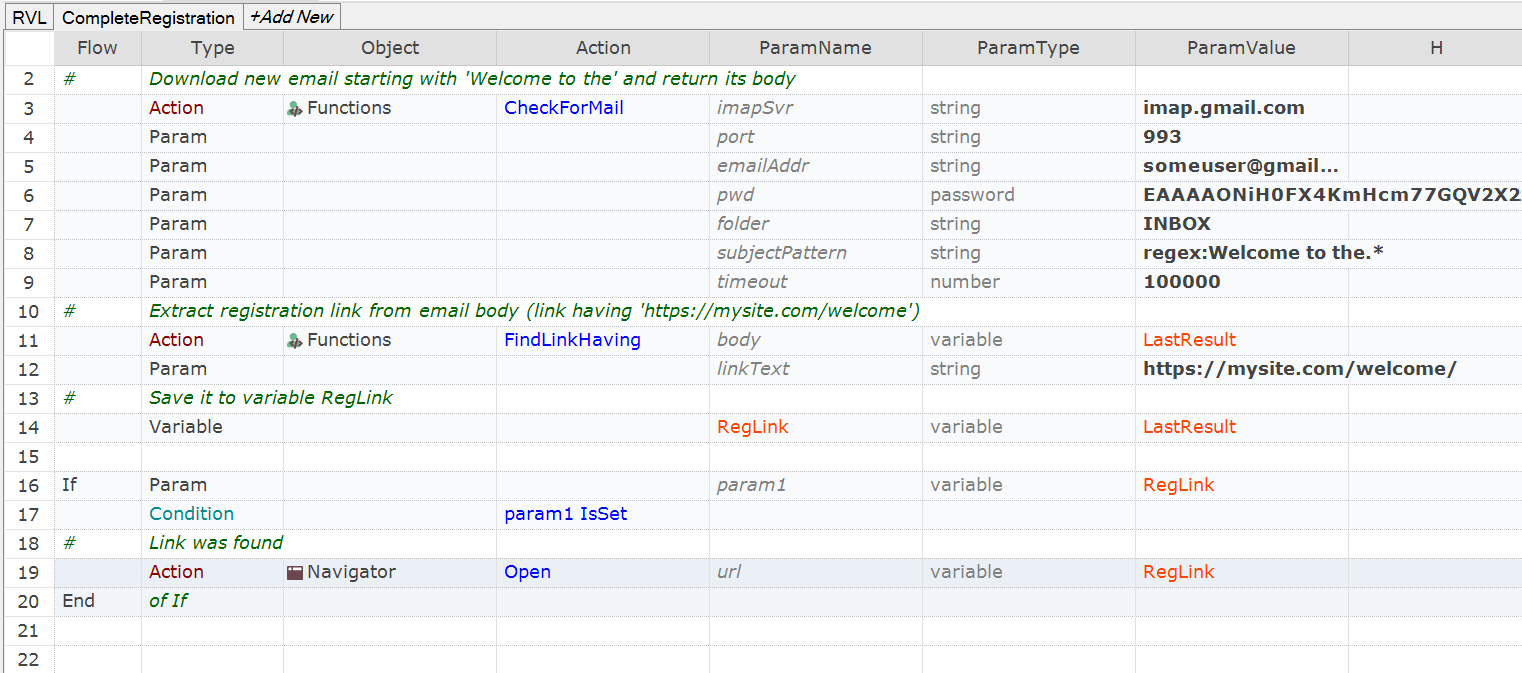 RVL CompleteRegistration +Add New
Flow Type Object Action ParamName ParamType ParamValue H
2 # Download new email starting with 'Welcome to the' and return its body
3 Action Functions CheckForMail imapSvr string imap.gmail.com
4 Param port string 993
5 Param emailAddr string someuser@gmail...
6 Param pwd password EAAAAONiH0FX4KmHcm77GQV2X2
7 Param folder string INBOX
8 Param subjectPattern string regex:Welcome to the.*
9 Param timeout number 100000
10 # Extract registration link from email body (link having 'https://mysite.com/welcome')
11 Action Functions FindLinkHaving body variable LastResult
12 Param linkText string https://mysite.com/welcome/
13 # Save it to variable RegLink
14 Variable RegLink variable LastResult
15
16 If Param param1 variable RegLink
17 Condition param1 IsSet
18 # Link was found
19 Action Navigator Open url variable RegLink
20 End of If
21
22